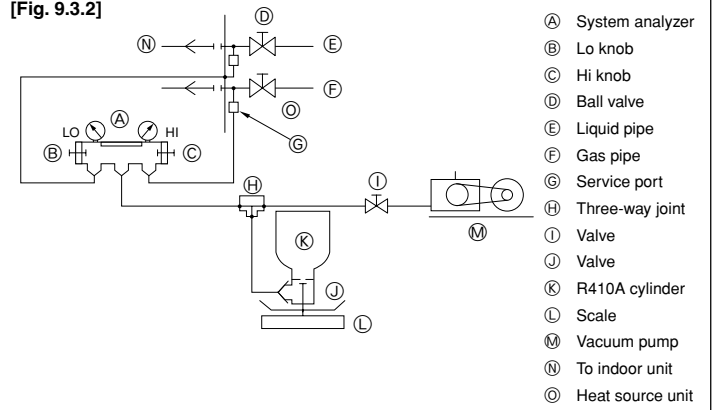 [Fig. 9.3.2]
Ⓓ
Ⓝ Ⓔ
Ⓕ
Ⓞ
Ⓐ
LO HI
Ⓖ
Ⓑ Ⓒ
Ⓗ Ⓘ
Ⓚ Ⓜ
Ⓙ
Ⓛ
Ⓐ System analyzer
Ⓑ Lo knob
Ⓒ Hi knob
Ⓓ Ball valve
Ⓔ Liquid pipe
Ⓕ Gas pipe
Ⓖ Service port
Ⓗ Three-way joint
Ⓘ Valve
Ⓙ Valve
Ⓚ R410A cylinder
Ⓛ Scale
Ⓜ Vacuum pump
Ⓝ To indoor unit
Ⓞ Heat source unit